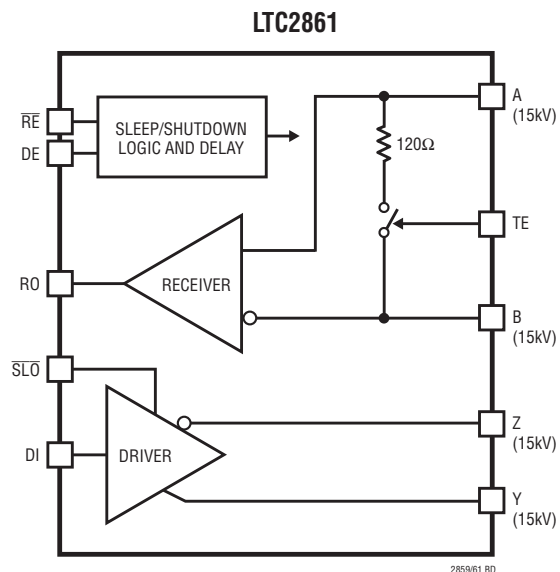 LTC2861
RE
DE
SLEEP/SHUTDOWN
LOGIC AND DELAY
A
(15kV)
120Ω
TE
RO
RECEIVER
B
(15kV)
SLO
Z
(15kV)
DI
DRIVER
Y
(15kV)
2859/61 BD